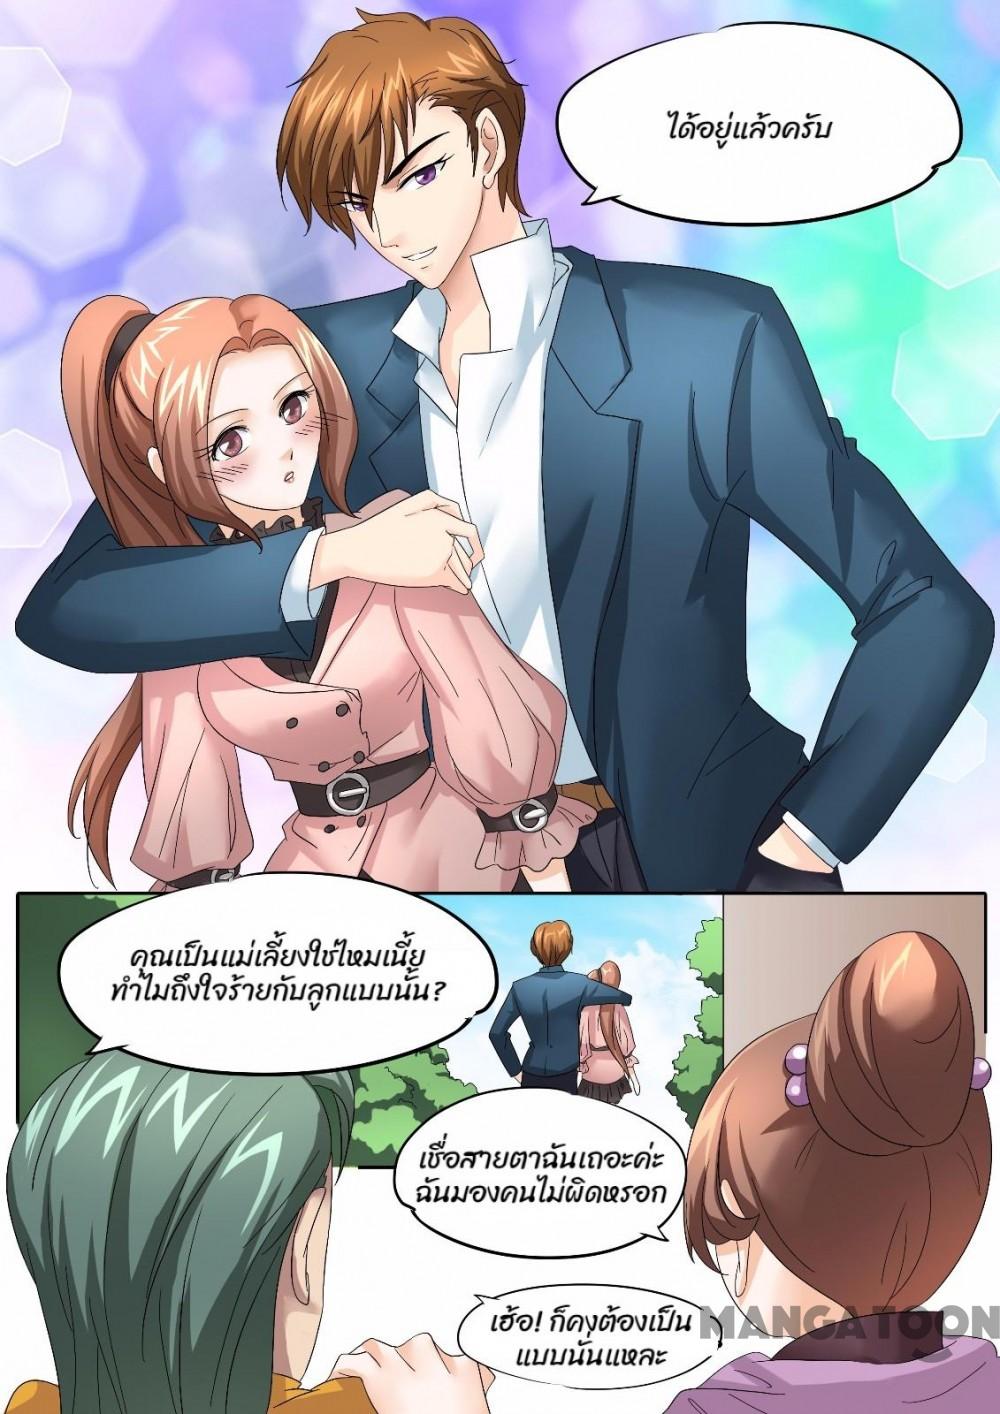 ได้อยู่แล้วครับ
คุณเป็นแม่เลี้ยงใช่ไหมเนี้ย
ทำไมถึงใจร้ายกับลูกแบบนั้น?
เชื่อสายตาฉันเถอะค่ะ
ฉันมองคนไม่ผิดหรอก
เฮ้อ! ก็คงต้องเป็น
แบบนั่นแหละ
MANGATOON